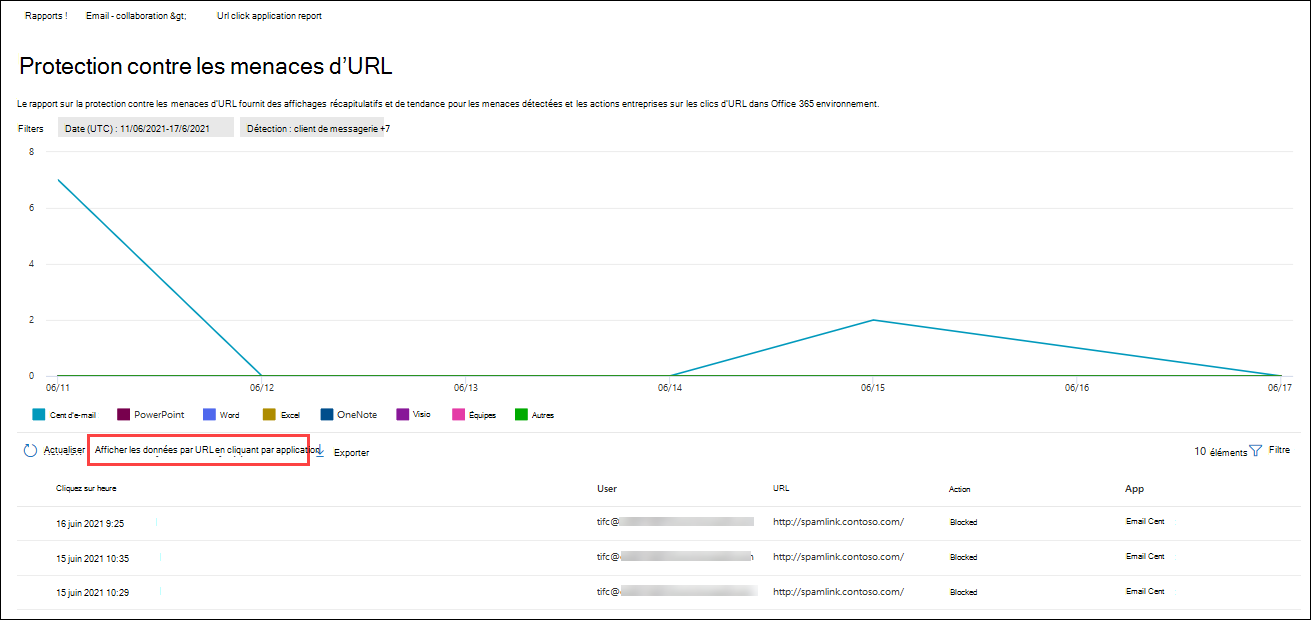 Rapports ! Email - collaboration &gt; Url click application report
Protection contre les menaces d'URL
Le rapport sur la protection contre les menaces d'URL fournit des affichages récapitulatifs et de tendance pour les menaces détectées et les actions entreprises sur les clics d'URL dans Office 365 environnement.
Filters Date (UTC) : 11/06/2021-17/6/2021 Détection : client de messagerie +7
8
6
4
2
0
06/11 06/12 06/13 06/14 06/15 06/16 06/17
Cent d'e-mail PowerPoint Word Excel OneNote Visio Équipes Autres
Actualiser Afficher les données par URL en cliquant par application Exporter 10 éléments Filtre
Cliquez sur heure User URL Action App
16 juin 2021 9:25 tifc@ http://spamlink.contoso.com/ Blocked Email Cent
15 juin 2021 10:35 tifc@ http://spamlink.contoso.com/ Blocked Email Cent
15 juin 2021 10:29 tifc@ http://spamlink.contoso.com/ Blocked Email Cent